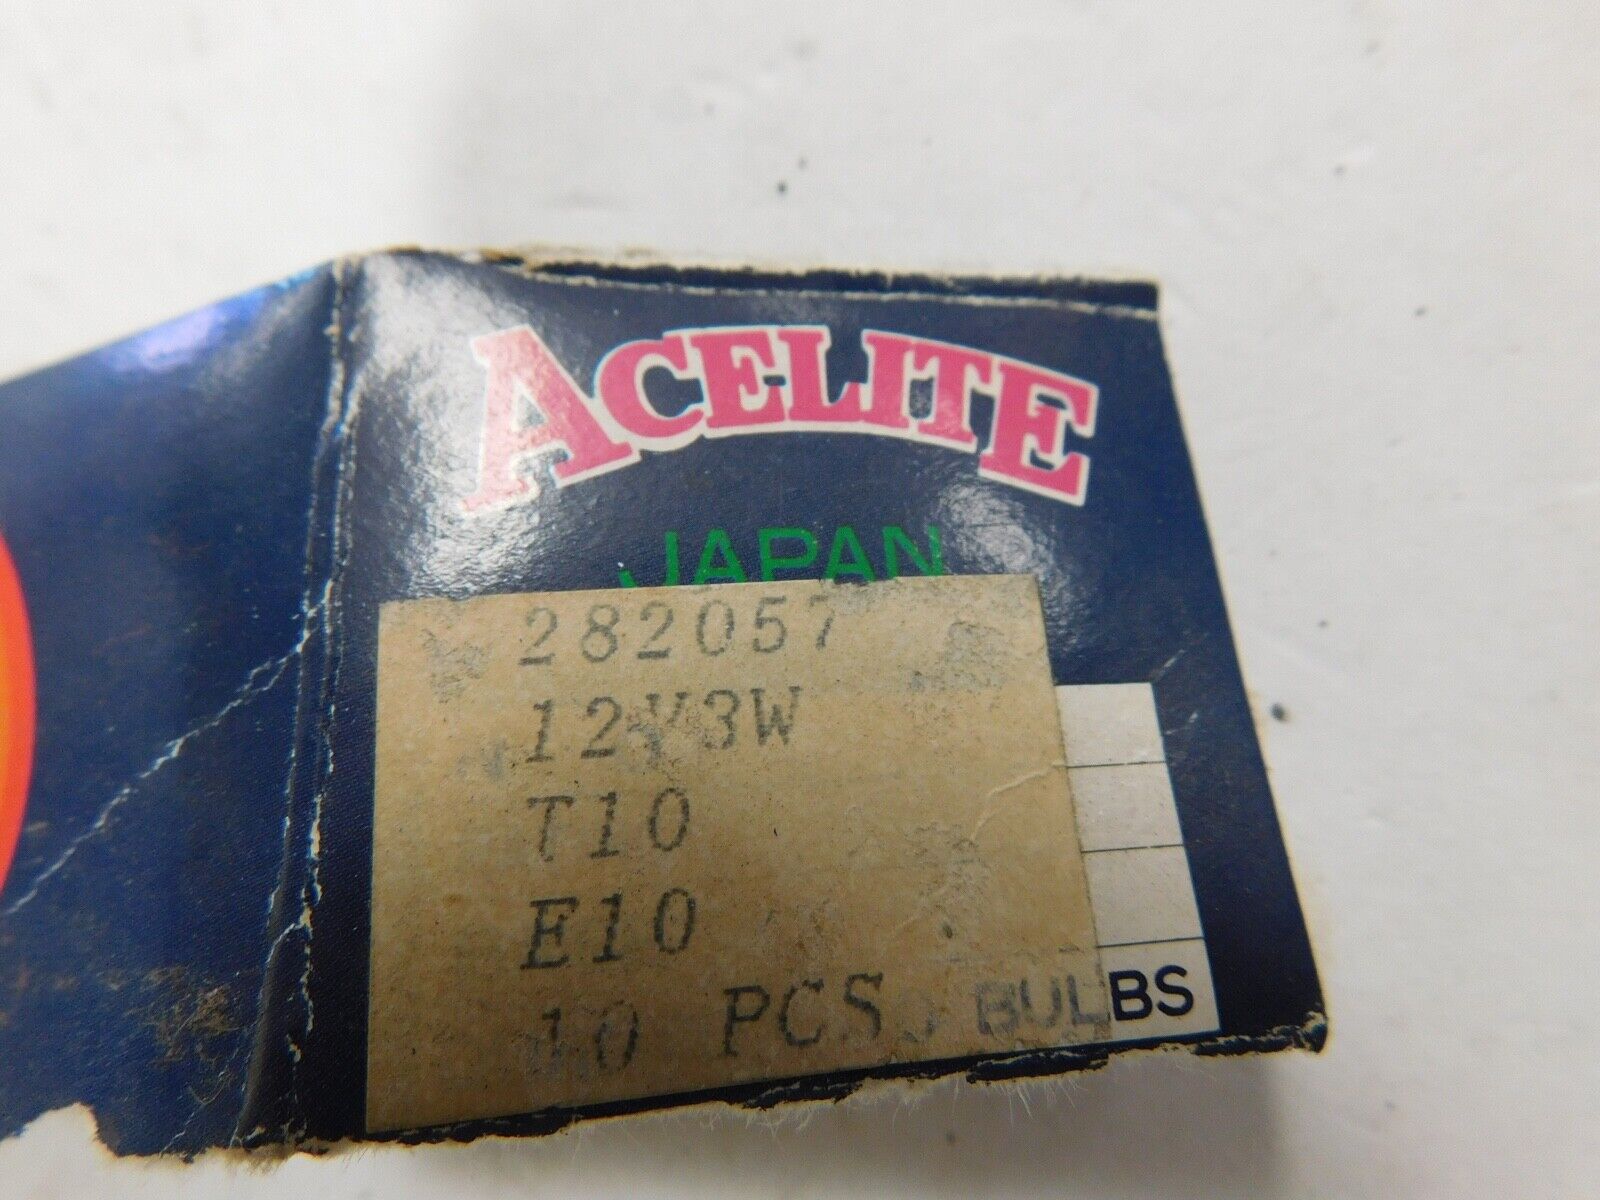 ACELITE
JAPAN
282057
12V3W
T10
E10
10 PCS BULBS